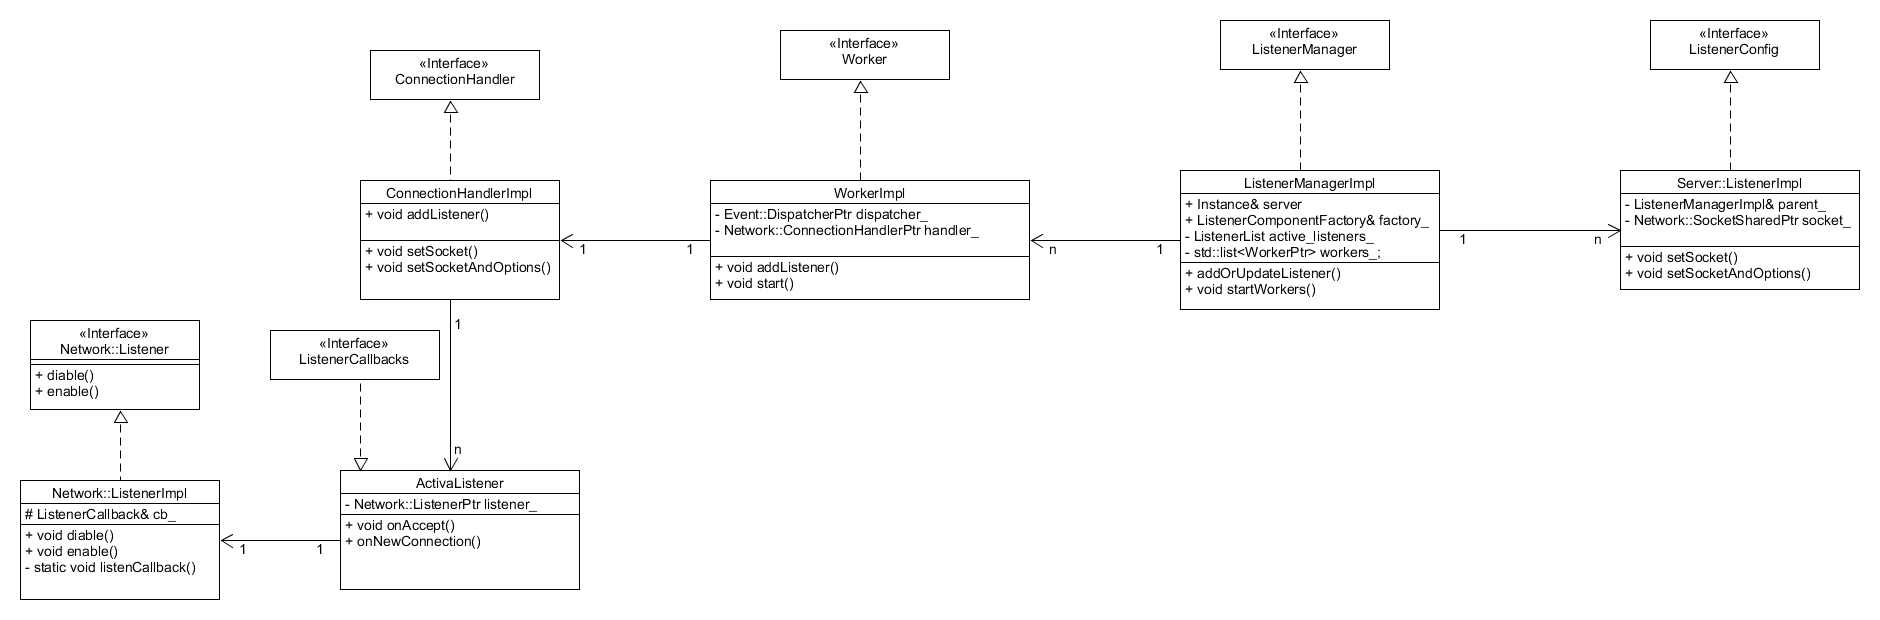 «Interface»
ConnectionHandler
«Interface»
Worker
«Interface»
ListenerManager
«Interface»
ListenerConfig
ConnectionHandlerImpl
+ void addListener()
+ void setSocket()
+ void setSocketAndOptions()
1
1
WorkerImpl
- Event::DispatcherPtr dispatcher_
- Network::ConnectionHandlerPtr handler_
+ void addListener()
+ void start()
n
1
ListenerManagerImpl
+ Instance& server
+ ListenerComponentFactory& factory_
- ListenerList active_listeners_
- std::list<WorkerPtr> workers_;
+ addOrUpdateListener()
+ void startWorkers()
1
n
Server::ListenerImpl
- ListenerManagerImpl& parent_
- Network::SocketSharedPtr socket_
+ void setSocket()
+ void setSocketAndOptions()
«Interface»
Network::Listener
+ diable()
+ enable()
«Interface»
ListenerCallbacks
1
n
Network::ListenerImpl
# ListenerCallback& cb_
+ void diable()
+ void enable()
- static void listenCallback()
1
1
ActivaListener
- Network::ListenerPtr listener_
+ void onAccept()
+ onNewConnection()